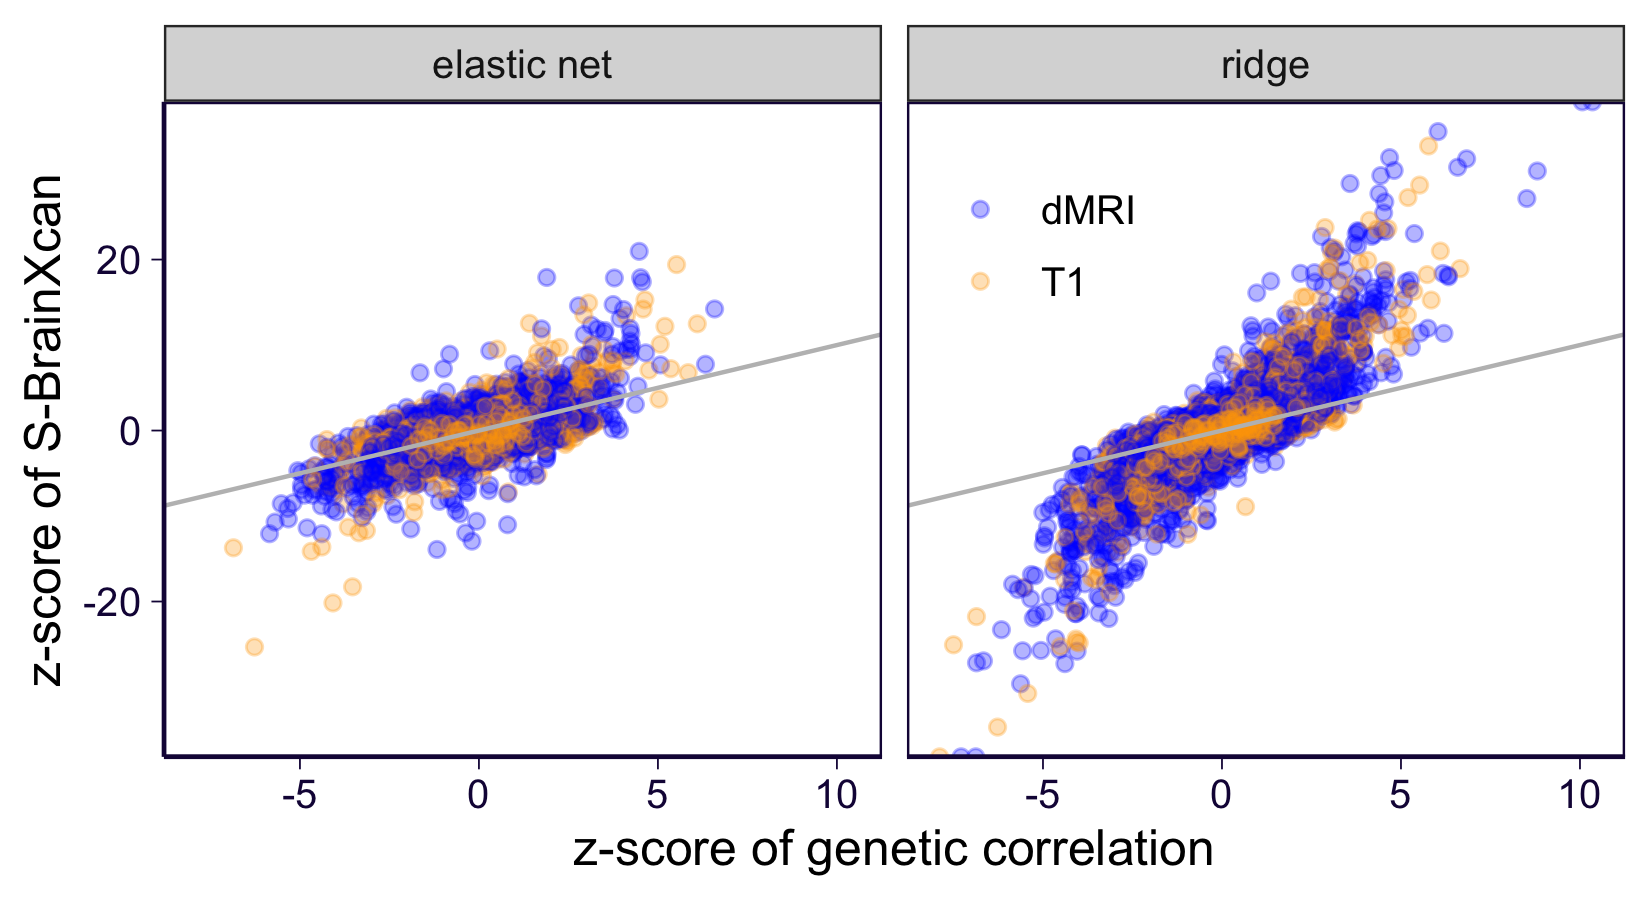 elastic net
ridge
z-score of S-BrainXcan
20
0
-20
dMRI
T1
-5 0 5 10
-5 0 5 10
z-score of genetic correlation